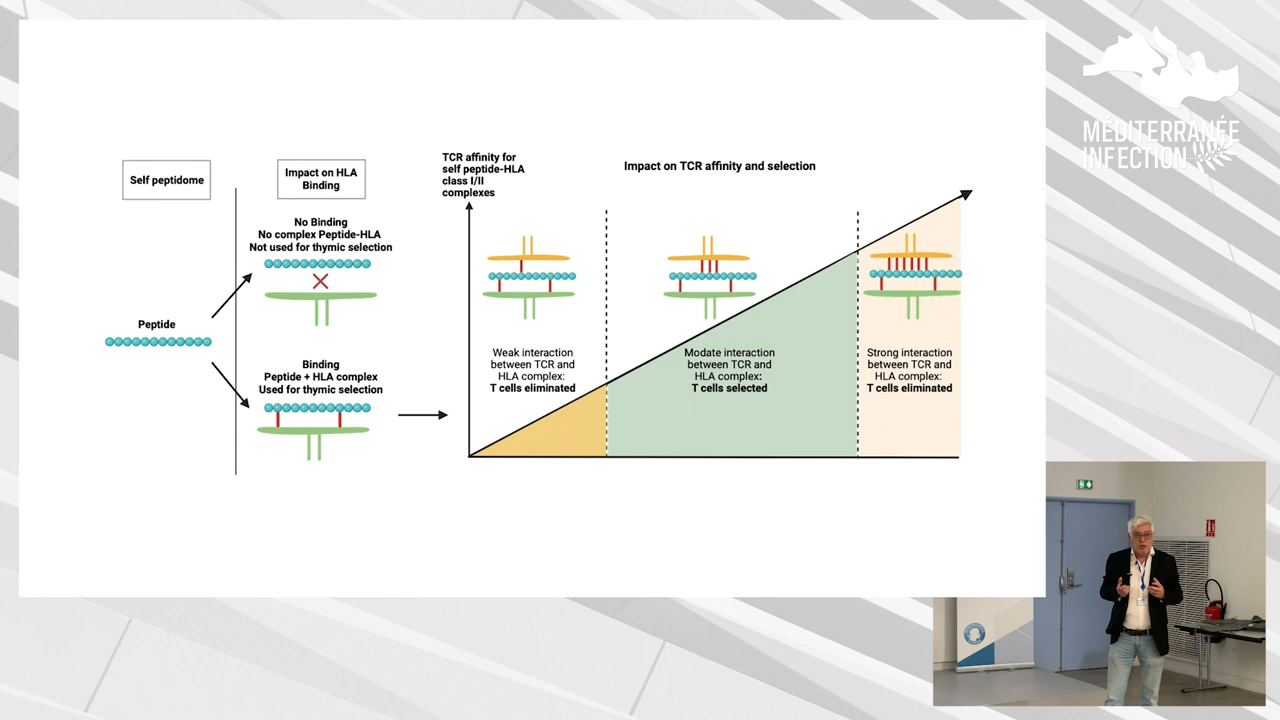 MÉDITERRANÉE
INFECTION
Self peptidome
Impact on HLA
Binding
No Binding
No complex Peptide-HLA
Not used for thymic selection
Peptide
Binding
Peptide + HLA complex
Used for thymic selection
TCR affinity for
self peptide-HLA
class I/II
complexes
Impact on TCR affinity and selection
Weak interaction
between TCR and
HLA complex:
T cells eliminated
Modate interaction
between TCR and
HLA complex:
T cells selected
Strong interaction
between TCR and
HLA complex:
T cells eliminated